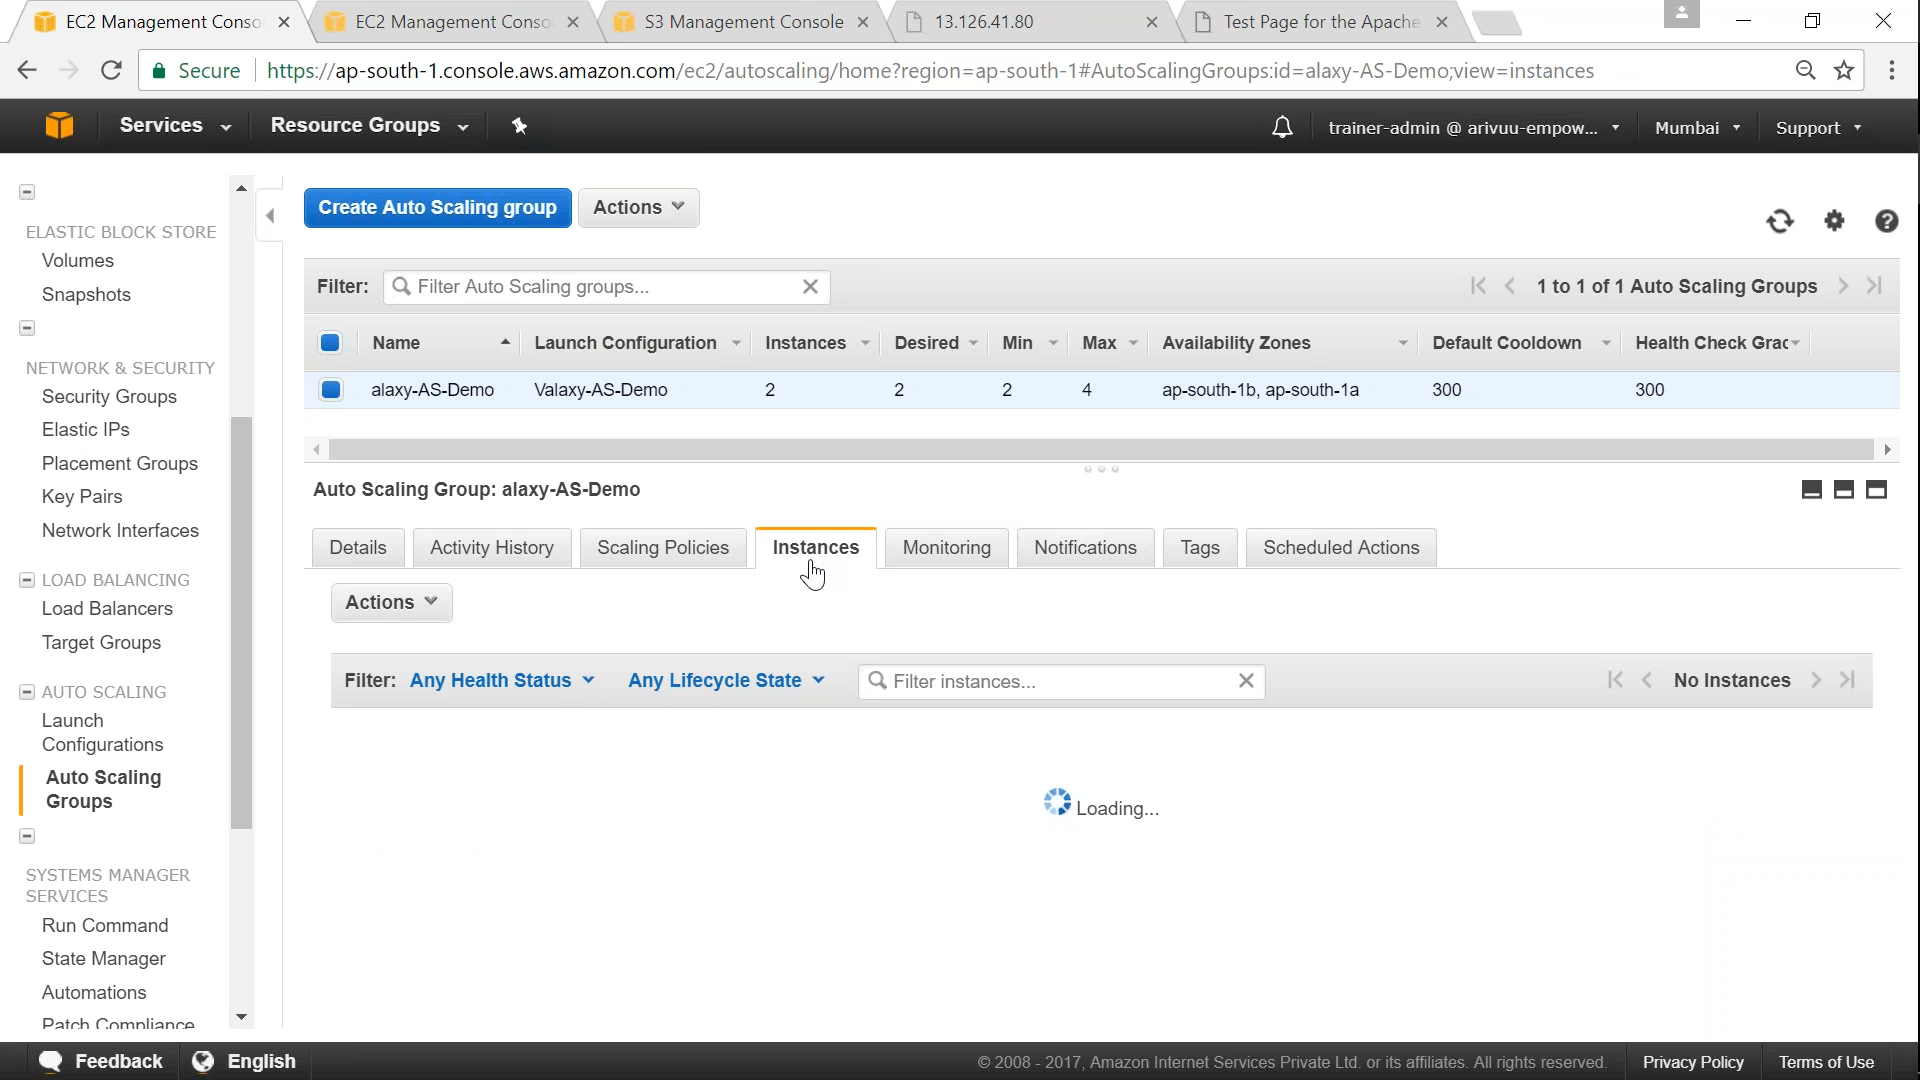 EC2 Management Conso
EC2 Management Conso
S3 Management Console
13.126.41.80
Test Page for the Apache
Secure
https://ap-south-1.console.aws.amazon.com/ec2/autoscaling/home?region=ap-south-1#AutoScalingGroups:id=alaxy-AS-Demo;view=instances
Services
Resource Groups
trainer-admin @ arivuu-empow...
Mumbai
Support
ELASTIC BLOCK STORE
Volumes
Snapshots
NETWORK & SECURITY
Security Groups
Elastic IPs
Placement Groups
Key Pairs
Network Interfaces
LOAD BALANCING
Load Balancers
Target Groups
AUTO SCALING
Launch
Configurations
Auto Scaling
Groups
SYSTEMS MANAGER
SERVICES
Run Command
State Manager
Automations
Patch Compliance
Create Auto Scaling group
Actions
Filter:
Filter Auto Scaling groups...
1 to 1 of 1 Auto Scaling Groups
Name
Launch Configuration
Instances
Desired
Min
Max
Availability Zones
Default Cooldown
Health Check Grac
alaxy-AS-Demo
Valaxy-AS-Demo
2
2
2
4
ap-south-1b, ap-south-1a
300
300
Auto Scaling Group: alaxy-AS-Demo
Details
Activity History
Scaling Policies
Instances
Monitoring
Notifications
Tags
Scheduled Actions
Actions
Filter:
Any Health Status
Any Lifecycle State
Filter instances...
No Instances
Loading...
Feedback
English
© 2008 - 2017, Amazon Internet Services Private Ltd. or its affiliates. All rights reserved.
Privacy Policy
Terms of Use